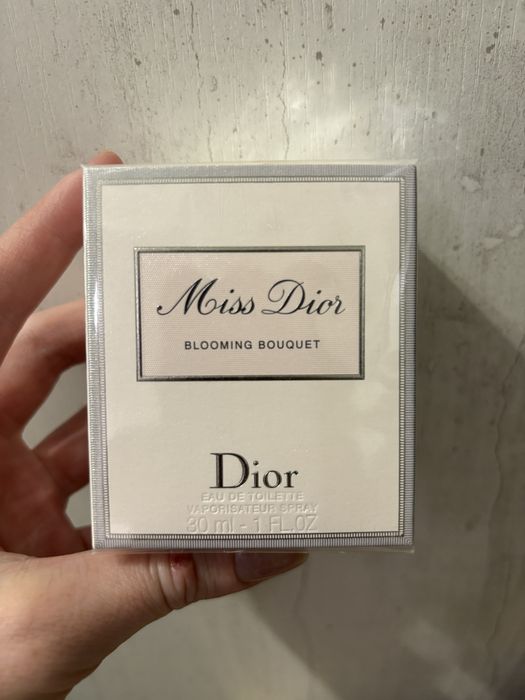 Miss Dior
BLOOMING BOUQUET
Dior
EAU DE TOILETTE
VAPORISATEUR SPRAY
30 ml - 1 FL.OZ